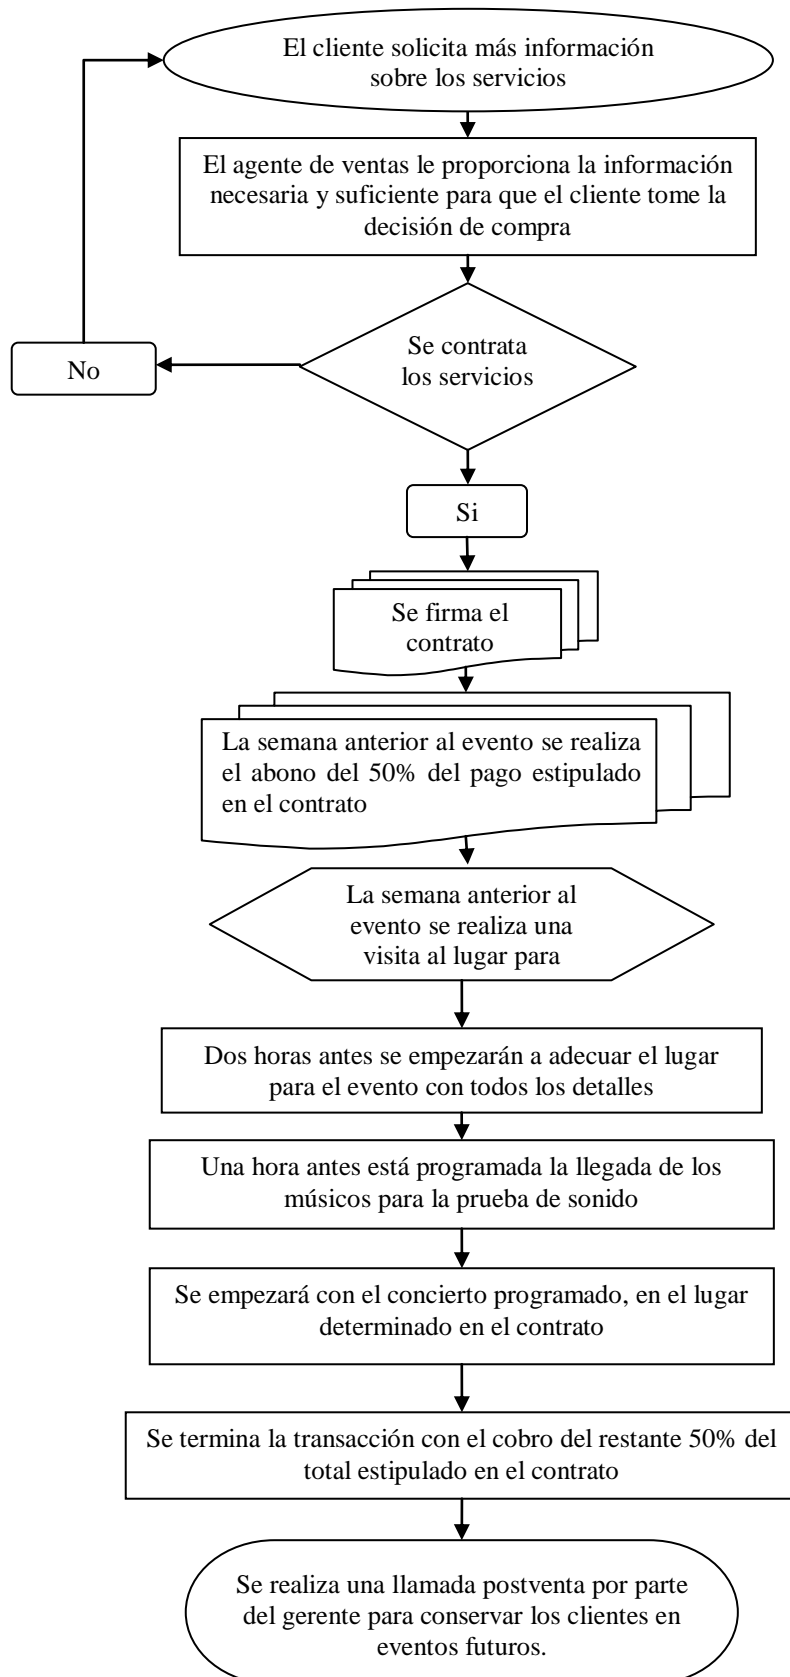 El cliente solicita más información
sobre los servicios
El agente de ventas le proporciona la información
necesaria y suficiente para que el cliente tome la
decisión de compra
Se contrata
los servicios
No
Si
Se firma el
contrato
La semana anterior al evento se realiza
el abono del 50% del pago estipulado
en el contrato
La semana anterior al
evento se realiza una
visita al lugar para
Dos horas antes se empezarán a adecuar el lugar
para el evento con todos los detalles
Una hora antes está programada la llegada de los
músicos para la prueba de sonido
Se empezará con el concierto programado, en el lugar
determinado en el contrato
Se termina la transacción con el cobro del restante 50% del
total estipulado en el contrato
Se realiza una llamada postventa por parte
del gerente para conservar los clientes en
eventos futuros.